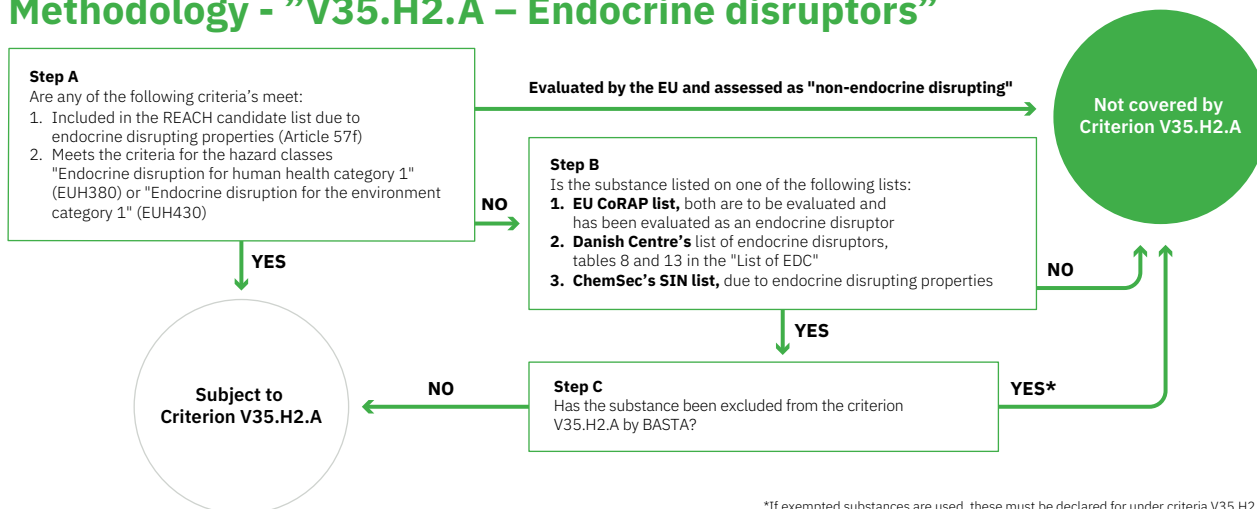 Methodology - ”V35.H2.A – Endocrine disruptors”
Step A
Are any of the following criteria's meet:
1. Included in the REACH candidate list due to
endocrine disrupting properties (Article 57f)
2. Meets the criteria for the hazard classes
"Endocrine disruption for human health category 1"
(EUH380) or "Endocrine disruption for the environment
category 1" (EUH430)
Evaluated by the EU and assessed as "non-endocrine disrupting"
Not covered by
Criterion V35.H2.A
NO
Step B
Is the substance listed on one of the following lists:
1. EU CoRAP list, both are to be evaluated and
has been evaluated as an endocrine disruptor
2. Danish Centre's list of endocrine disruptors,
tables 8 and 13 in the "List of EDC"
3. ChemSec's SIN list, due to endocrine disrupting properties
YES
NO
YES
Subject to
Criterion V35.H2.A
NO
Step C
Has the substance been excluded from the criterion
V35.H2.A by BASTA?
YES*
*If exempted substances are used, these must be declared for under criteria V35.H2